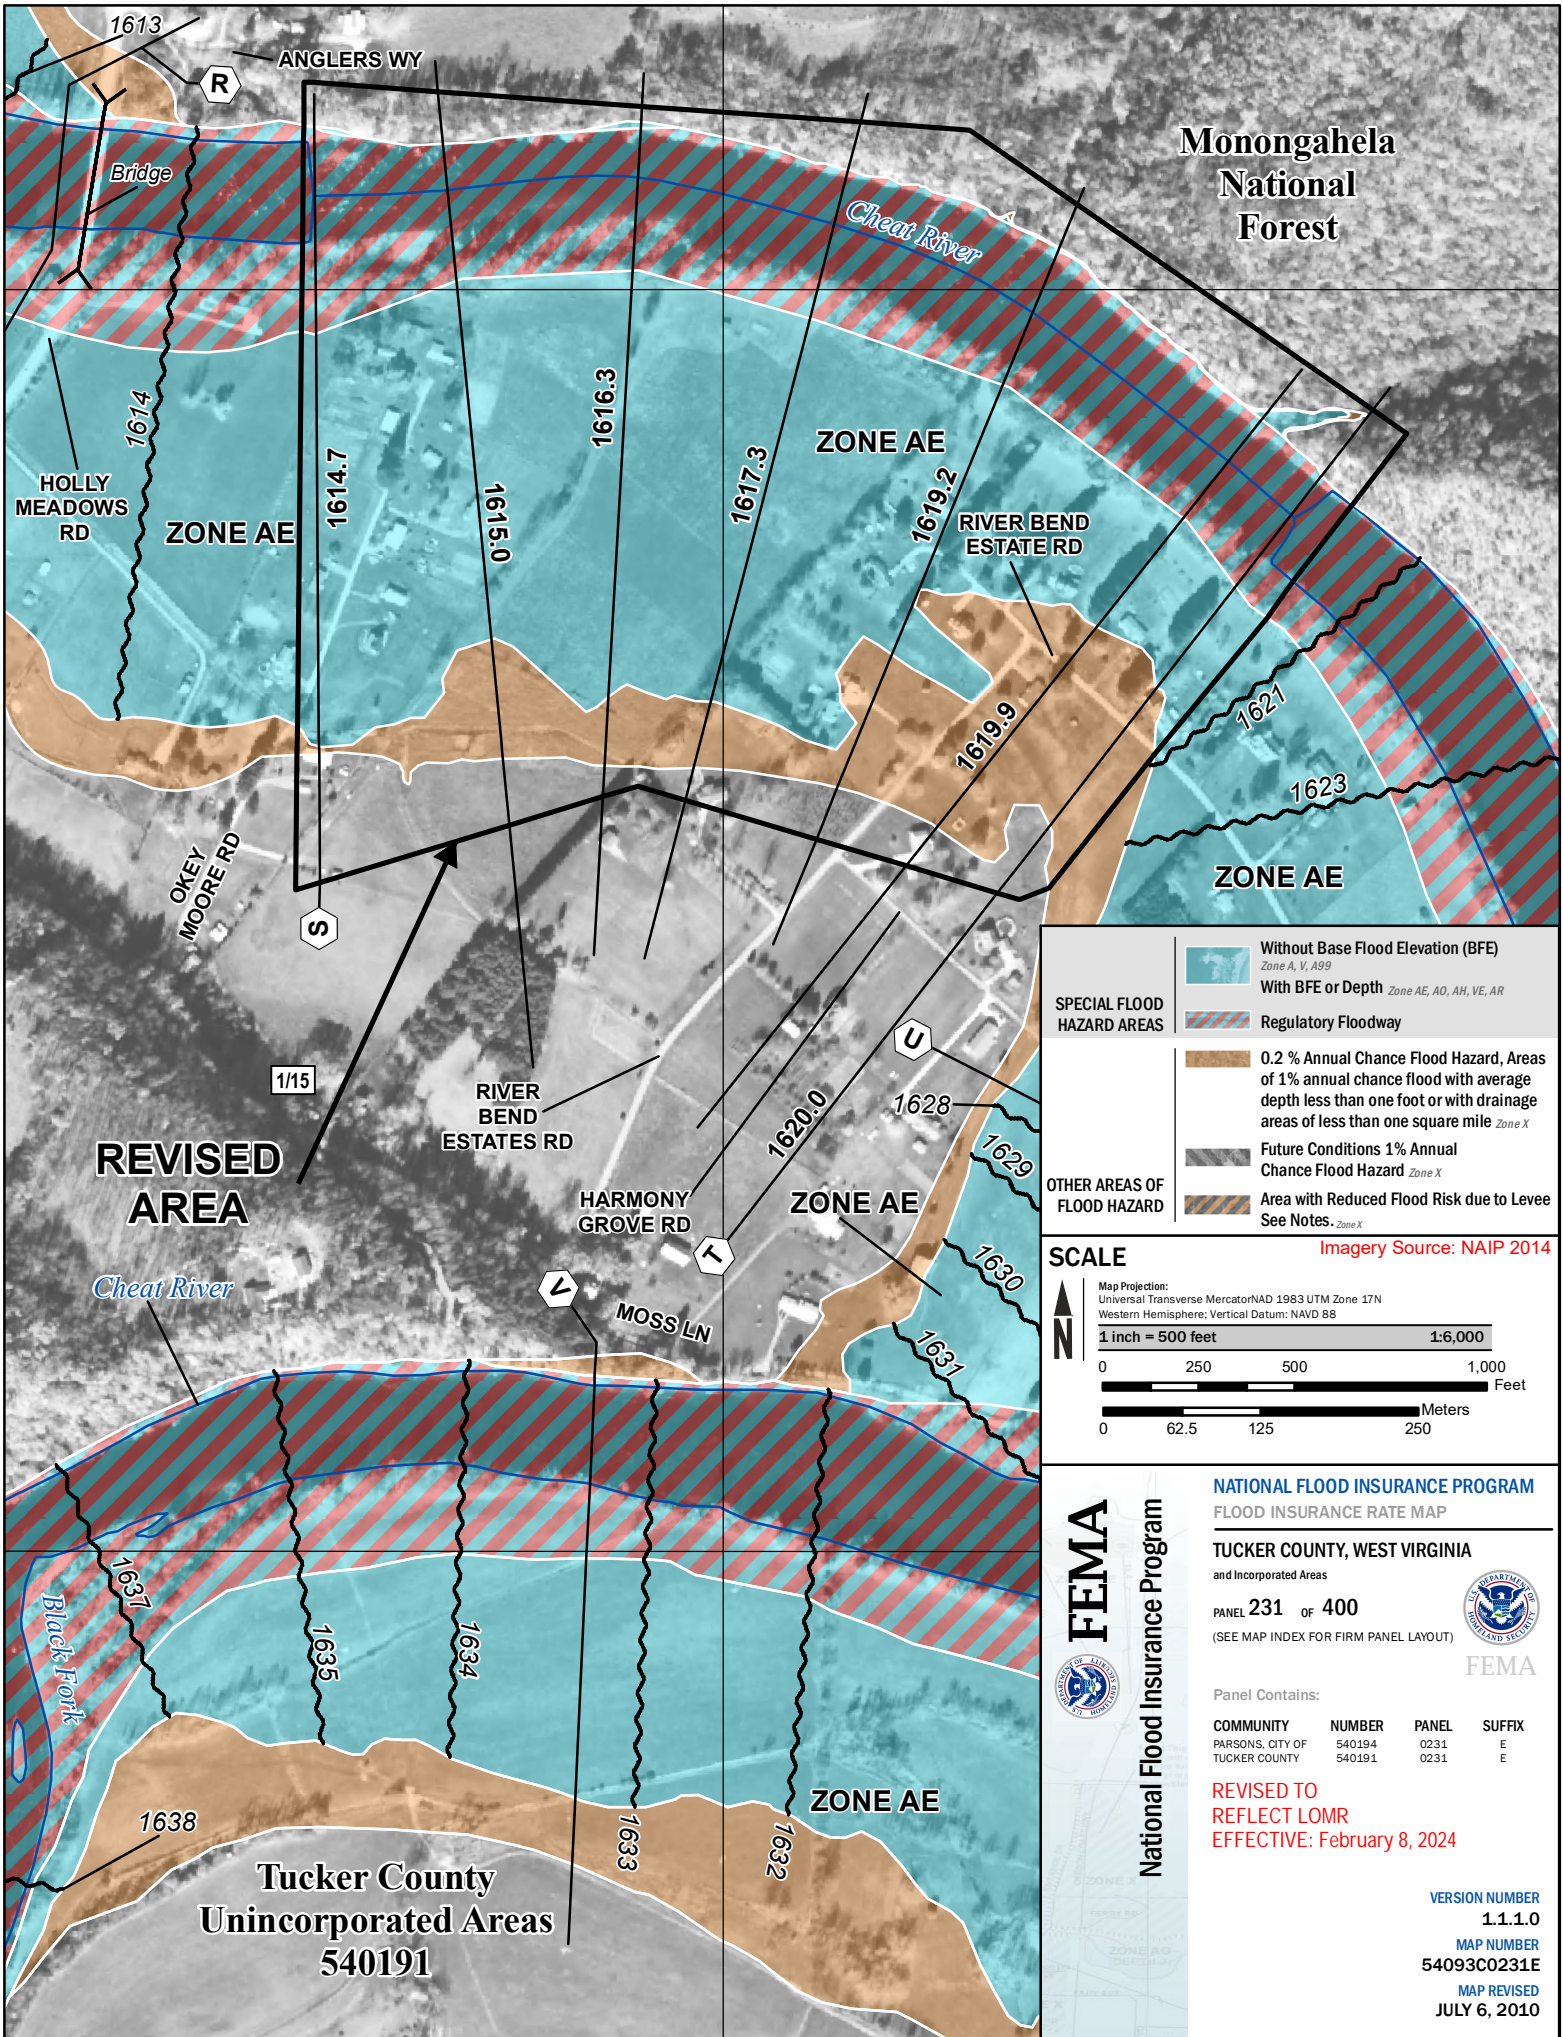 1613
R
ANGLERS WY
Bridge
Monongahela
National
Forest
Cheat River
1614
HOLLY
MEADOWS
RD
ZONE AE
1614.7
1615.0
1616.3
1617.3
ZONE AE
1619.2
RIVER BEND
ESTATE RD
1619.9
1621
1623
ZONE AE
OKEY
MOORE RD
S
1/15
REVISED
AREA
RIVER
BEND
ESTATES RD
HARMONY
GROVE RD
1620.0
U
1628
1629
ZONE AE
T
1630
V
MOSS LN
1631
Cheat River
1637
Black Fork
1635
1634
1633
1632
ZONE AE
1638
Tucker County
Unincorporated Areas
540191
SPECIAL FLOOD
HAZARD AREAS
Without Base Flood Elevation (BFE)
Zone A, V, A99
With BFE or Depth Zone AE, AO, AH, VE, AR
Regulatory Floodway
OTHER AREAS OF
FLOOD HAZARD
0.2 % Annual Chance Flood Hazard, Areas
of 1% annual chance flood with average
depth less than one foot or with drainage
areas of less than one square mile Zone X
Future Conditions 1% Annual
Chance Flood Hazard Zone X
Area with Reduced Flood Risk due to Levee
See Notes. Zone X
SCALE
Imagery Source: NAIP 2014
N
Map Projection:
Universal Transverse MercatorNAD 1983 UTM Zone 17N
Western Hemisphere; Vertical Datum: NAVD 88
1 inch = 500 feet 1:6,000
0 250 500 1,000
Feet
Meters
0 62.5 125 250
FEMA
National Flood Insurance Program
NATIONAL FLOOD INSURANCE PROGRAM
FLOOD INSURANCE RATE MAP
TUCKER COUNTY, WEST VIRGINIA
and Incorporated Areas
PANEL 231 OF 400
(SEE MAP INDEX FOR FIRM PANEL LAYOUT)
U.S. DEPARTMENT OF HOMELAND SECURITY
FEMA
Panel Contains:
COMMUNITY NUMBER PANEL SUFFIX
PARSONS, CITY OF 540194 0231 E
TUCKER COUNTY 540191 0231 E
REVISED TO
REFLECT LOMR
EFFECTIVE: February 8, 2024
VERSION NUMBER
1.1.1.0
MAP NUMBER
54093C0231E
MAP REVISED
JULY 6, 2010